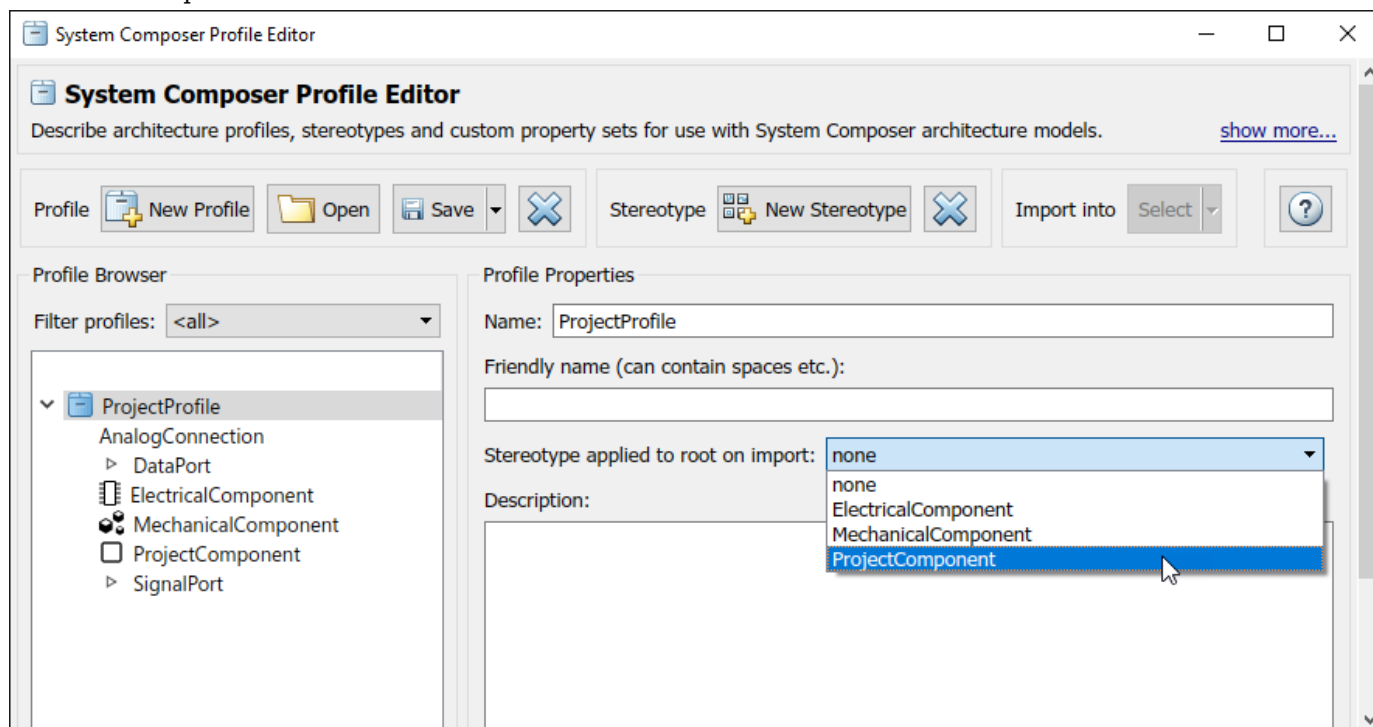 System Composer Profile Editor
System Composer Profile Editor
Describe architecture profiles, stereotypes and custom property sets for use with System Composer architecture models. show more...
Profile New Profile Open Save Stereotype New Stereotype Import into Select ?
Profile Browser
Filter profiles: <all>
ProjectProfile
AnalogConnection
DataPort
ElectricalComponent
MechanicalComponent
ProjectComponent
SignalPort
Profile Properties
Name: ProjectProfile
Friendly name (can contain spaces etc.):
Stereotype applied to root on import: none
none
ElectricalComponent
MechanicalComponent
ProjectComponent
Description: